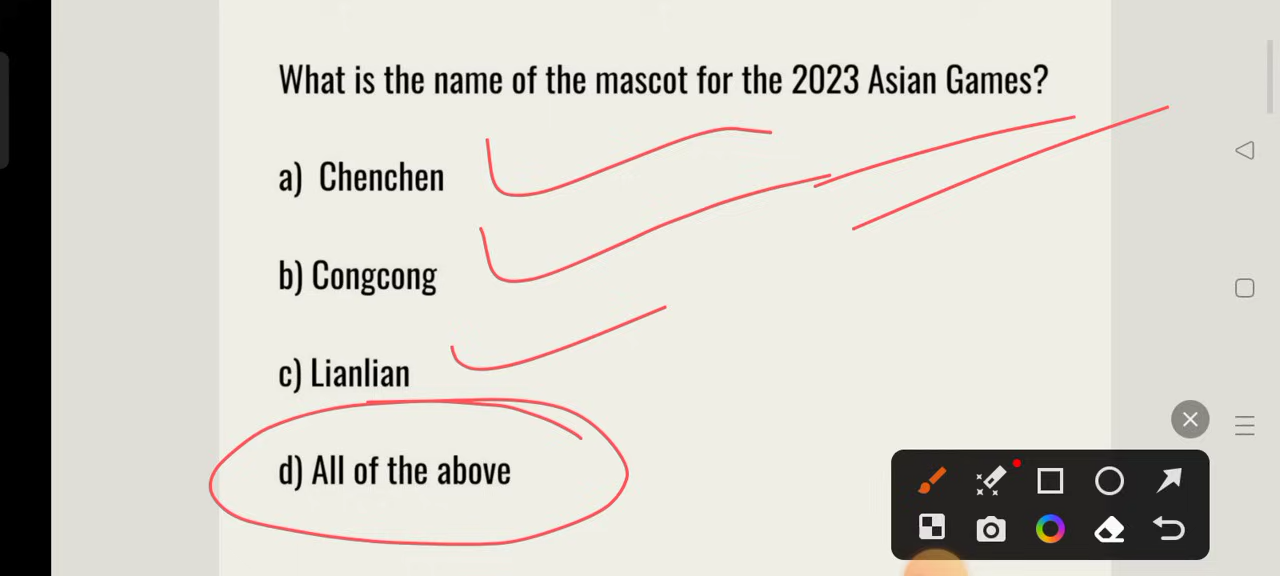 What is the name of the mascot for the 2023 Asian Games?
a) Chenchen
b) Congcong
c) Lianlian
d) All of the above